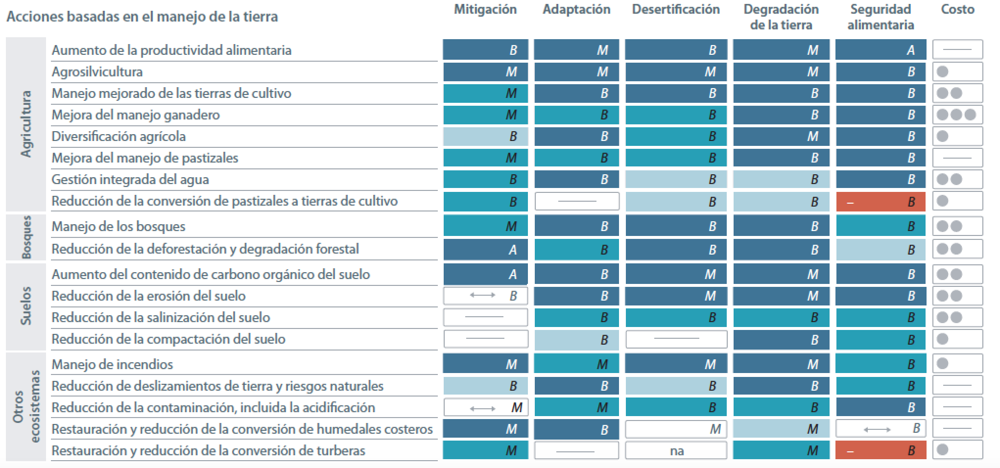 Acciones basadas en el manejo de la tierra
Mitigación Adaptación Desertificación Degradación de la tierra Seguridad alimentaria Costo
Agricultura
Aumento de la productividad alimentaria B M B M A
Agrosilvicultura M M M M B
Manejo mejorado de las tierras de cultivo M B B B B
Mejora del manejo ganadero M B B B B
Diversificación agrícola B B B M B
Mejora del manejo de pastizales M B B B B
Gestión integrada del agua B B B B B
Reducción de la conversión de pastizales a tierras de cultivo B B B – B
Bosques
Manejo de los bosques M B B B B
Reducción de la deforestación y degradación forestal A B B B B
Suelos
Aumento del contenido de carbono orgánico del suelo A B M M B
Reducción de la erosión del suelo B B M M B
Reducción de la salinización del suelo B B B B
Reducción de la compactación del suelo B B B
Otros ecosistemas
Manejo de incendios M M M M B
Reducción de deslizamientos de tierra y riesgos naturales B B B B B
Reducción de la contaminación, incluida la acidificación M M B B B
Restauración y reducción de la conversión de humedales costeros M B M M B
Restauración y reducción de la conversión de turberas M na M – B